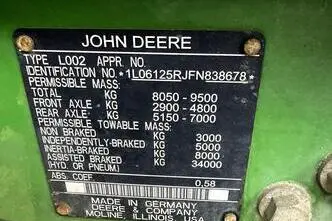 JOHN DEERE
TYPE L002 APPR. NO.
IDENTIFICATION NO. *1L06125RJFN838678*
PERMISSIBLE MASS:
TOTAL KG 8050 - 9500
FRONT AXLE KG 2900 - 4400
REAR AXLE KG 5150 - 7000
PERMISSIBLE TOWABLE MASS:
NON BRAKED KG 3000
INDEPENDENTLY-BRAKED KG 5000
INERTIA-BRAKED KG 8000
ASSISTED BRAKED KG 34000
(HYD. OR PNEUM)
ABS. COEF 0.58
MADE IN GERMANY
DEERE & COMPANY
MOLINE, ILLINOIS, USA